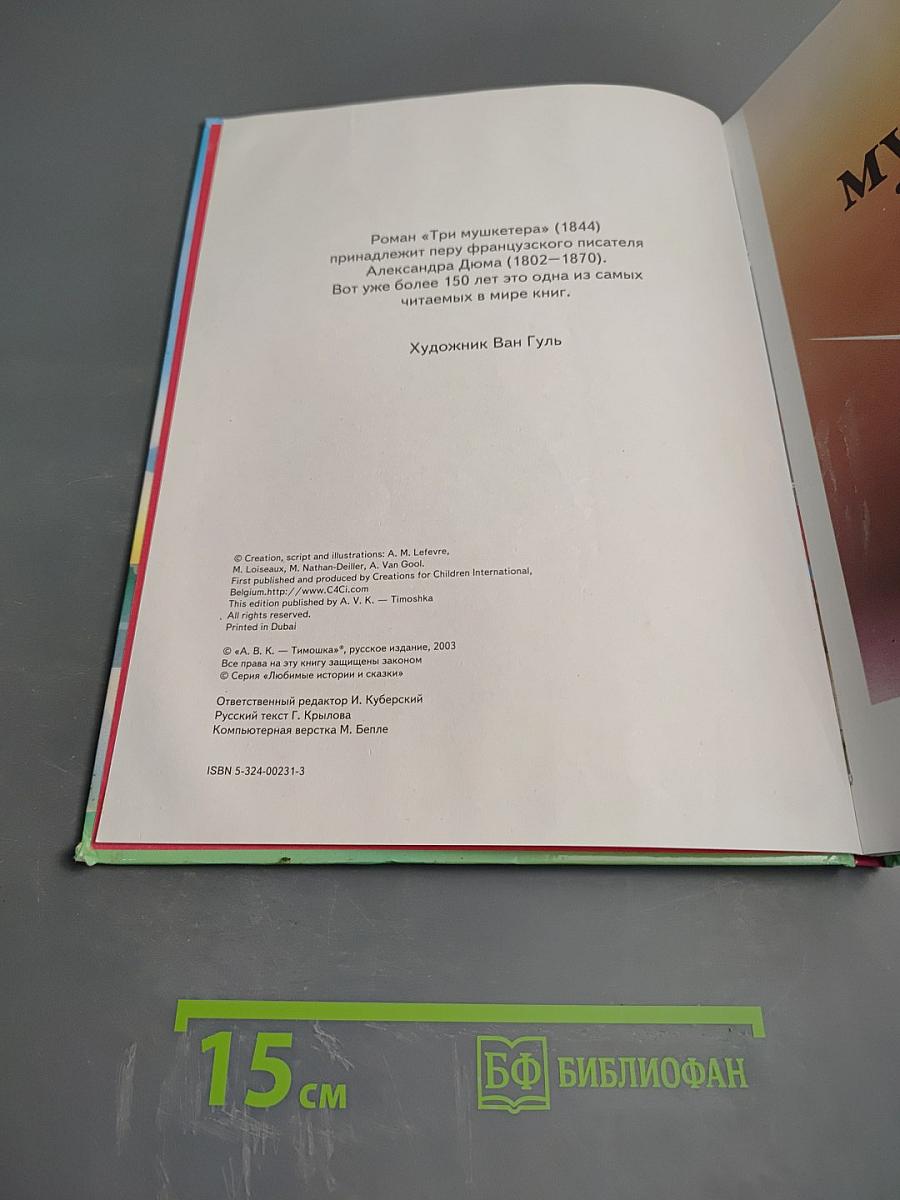 Роман «Три мушкетера» (1844)
принадлежит перу французского писателя
Александра Дюма (1802—1870).
Вот уже более 150 лет это одна из самых
читаемых в мире книг.
Художник Ван Гуль
© Creation, script and illustrations: A. M. Lefevre,
M. Loiseaux, M. Nathan-Deiller, A. Van Gool.
First published and produced by Creations for Children International,
Belgium.http://www.C4Ci.com
This edition published by A. V. K. — Timoshka
All rights reserved.
Printed in Dubai
© «А. В. К. — Тимошка»®, русское издание, 2003
Все права на эту книгу защищены законом
© Серия «Любимые истории и сказки»
Ответственный редактор И. Куберский
Русский текст Г. Крылова
Компьютерная верстка М. Бепле
ISBN 5-324-00231-3
МУ
15 см
БФ БИБЛИОФАН